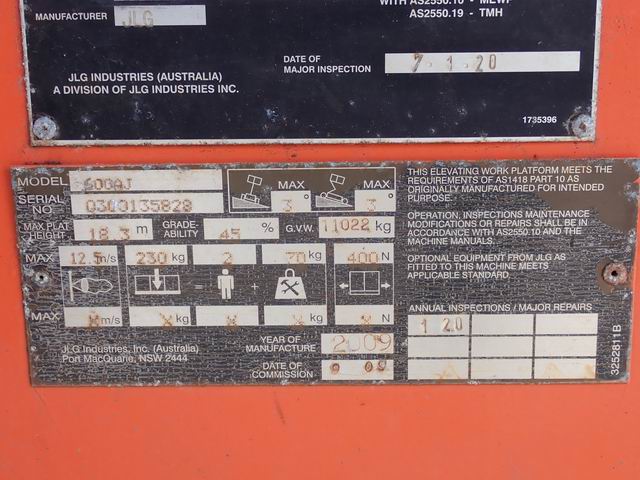 WITH AS2550.10 - MEWP
AS2550.19 - TMH
MANUFACTURER JLG
DATE OF
MAJOR INSPECTION 7.1.20
JLG INDUSTRIES (AUSTRALIA)
A DIVISION OF JLG INDUSTRIES INC.
1735396
MODEL 600AJ
SERIAL
NO 0300135828
MAX 3° MAX 3°
MAX PLAT
HEIGHT 18.3 m
GRADE-
ABILITY 45 %
G.V.W. 11022 kg
MAX 12.5 m/s 230 kg = 2 + 70 kg 400 N
MAX X m/s X kg X X kg X N
JLG Industries, Inc. (Australia)
Port MacQuarie, NSW 2444
YEAR OF
MANUFACTURE 2009
DATE OF
COMMISSION 9 09
THIS ELEVATING WORK PLATFORM MEETS THE
REQUIREMENTS OF AS1418 PART 10 AS
ORIGINALLY MANUFACTURED FOR INTENDED
PURPOSE.
OPERATION, INSPECTIONS MAINTENANCE
MODIFICATIONS OR REPAIRS SHALL BE IN
ACCORDANCE WITH AS2550.10 AND THE
MACHINE MANUALS.
OPTIONAL EQUIPMENT FROM JLG AS
FITTED TO THIS MACHINE MEETS
APPLICABLE STANDARD.
ANNUAL INSPECTIONS / MAJOR REPAIRS
1 20
3252811B